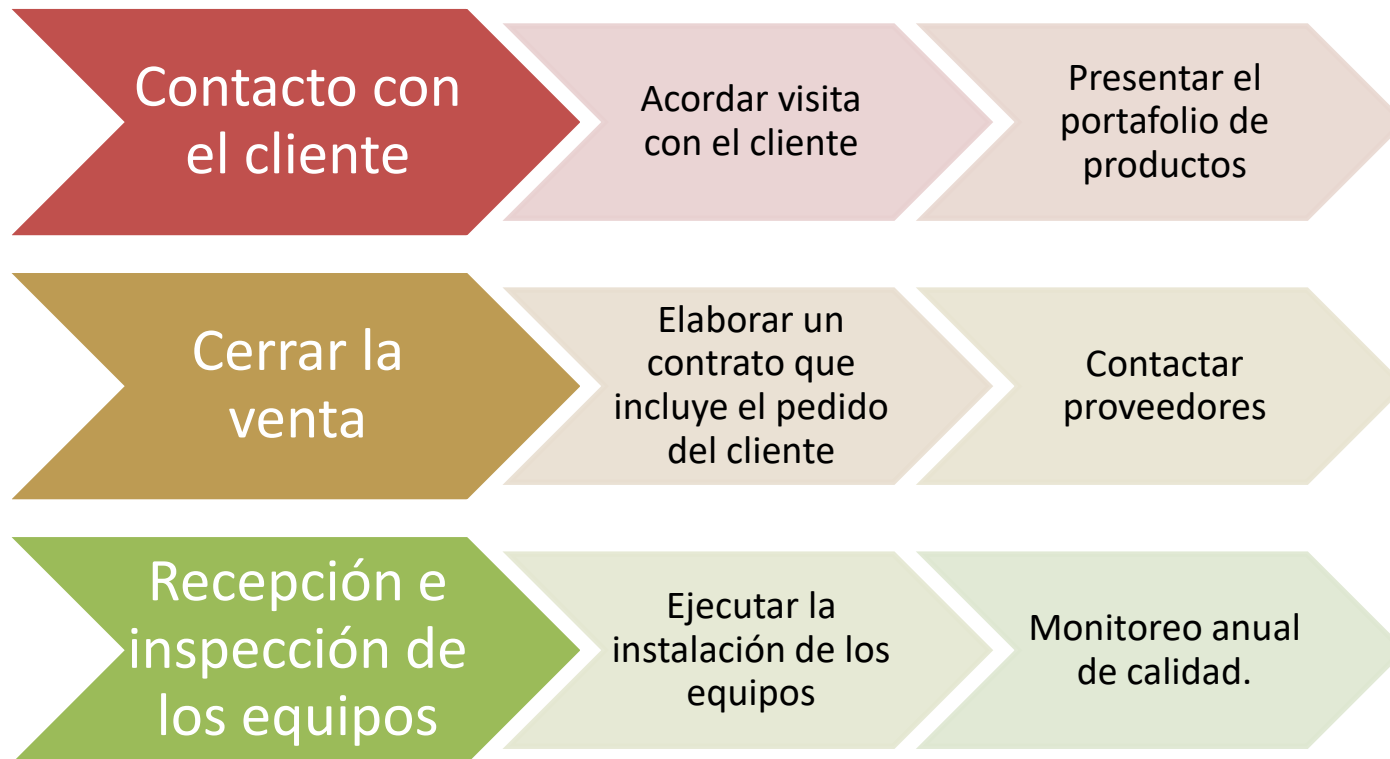 Contacto con
el cliente
Acordar visita
con el cliente
Presentar el
portafolio de
productos
Cerrar la
venta
Elaborar un
contrato que
incluye el pedido
del cliente
Contactar
proveedores
Recepción e
inspección de
los equipos
Ejecutar la
instalación de los
equipos
Monitoreo anual
de calidad.